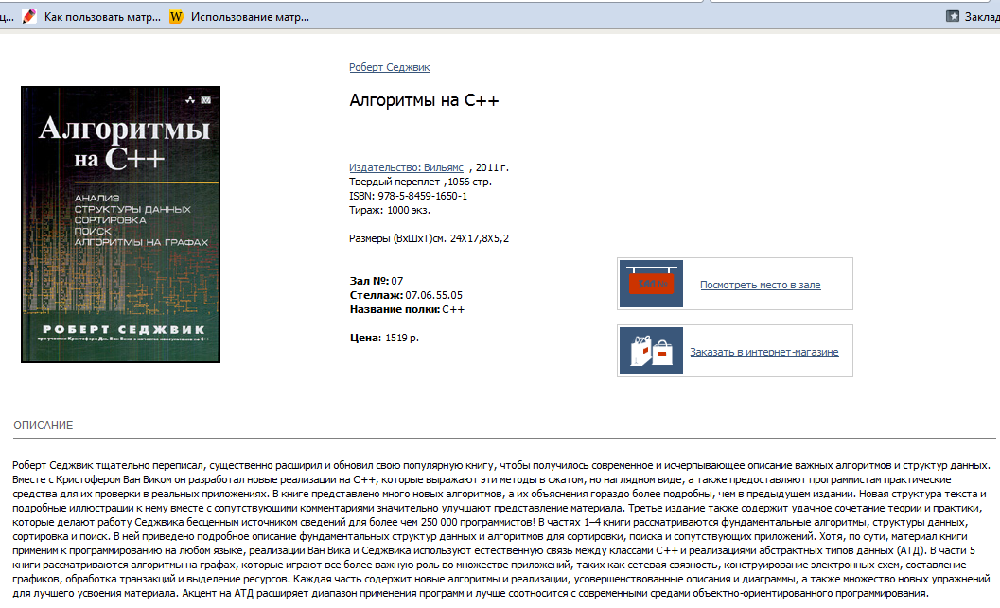 ц...
Как пользовать матр...
W
Использование матр...
Заклад
Роберт Седжвик
Алгоритмы на C++
Алгоритмы
на C++
АНАЛИЗ
СТРУКТУРЫ ДАННЫХ
СОРТИРОВКА
ПОИСК
АЛГОРИТМЫ НА ГРАФАХ
РОБЕРТ СЕДЖВИК
при участии Кристофера Дж. Ван Вика в качестве консультанта по C++
Издательство: Вильямс , 2011 г.
Твердый переплет ,1056 стр.
ISBN: 978-5-8459-1650-1
Тираж: 1000 экз.
Размеры (ВхШхТ)см. 24X17,8X5,2
Зал №: 07
Стеллаж: 07.06.55.05
Название полки: C++
Цена: 1519 р.
Посмотреть место в зале
Заказать в интернет-магазине
ОПИСАНИЕ
Роберт Седжвик тщательно переписал, существенно расширил и обновил свою популярную книгу, чтобы получилось современное и исчерпывающее описание важных алгоритмов и структур данных.
Вместе с Кристофером Ван Виком он разработал новые реализации на C++, которые выражают эти методы в сжатом, но наглядном виде, а также предоставляют программистам практические
средства для их проверки в реальных приложениях. В книге представлено много новых алгоритмов, а их объяснения гораздо более подробны, чем в предыдущем издании. Новая структура текста и
подробные иллюстрации к нему вместе с сопутствующими комментариями значительно улучшают представление материала. Третье издание также содержит удачное сочетание теории и практики,
которые делают работу Седжвика бесценным источником сведений для более чем 250 000 программистов! В частях 1–4 книги рассматриваются фундаментальные алгоритмы, структуры данных,
сортировка и поиск. В ней приведено подробное описание фундаментальных структур данных и алгоритмов для сортировки, поиска и сопутствующих приложений. Хотя, по сути, материал книги
применим к программированию на любом языке, реализации Ван Вика и Седжвика используют естественную связь между классами C++ и реализациями абстрактных типов данных (АТД). В части 5
книги рассматриваются алгоритмы на графах, которые играют все более важную роль во множестве приложений, таких как сетевая связность, конструирование электронных схем, составление
графиков, обработка транзакций и выделение ресурсов. Каждая часть содержит новые алгоритмы и реализации, усовершенствованные описания и диаграммы, а также множество новых упражнений
для лучшего усвоения материала. Акцент на АТД расширяет диапазон применения программ и лучше соотносится с современными средами объектно-ориентированного программирования.